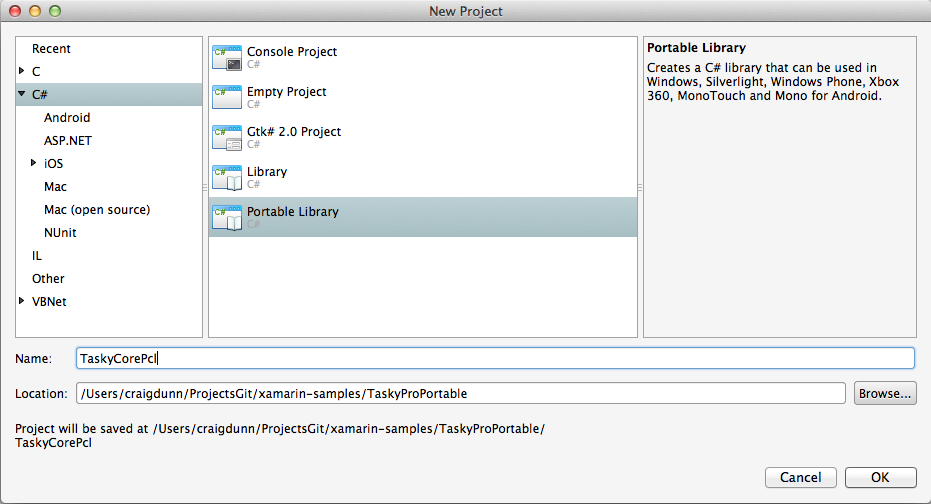 New Project
Recent
C
C#
Android
ASP.NET
iOS
Mac
Mac (open source)
NUnit
IL
Other
VBNet
Console Project
C#
Empty Project
C#
Gtk# 2.0 Project
C#
Library
C#
Portable Library
C#
Portable Library
Creates a C# library that can be used in
Windows, Silverlight, Windows Phone, Xbox
360, MonoTouch and Mono for Android.
Name: TaskyCorePcl
Location: /Users/craigdunn/ProjectsGit/xamarin-samples/TaskyProPortable Browse...
Project will be saved at /Users/craigdunn/ProjectsGit/xamarin-samples/TaskyProPortable/
TaskyCorePcl
Cancel OK